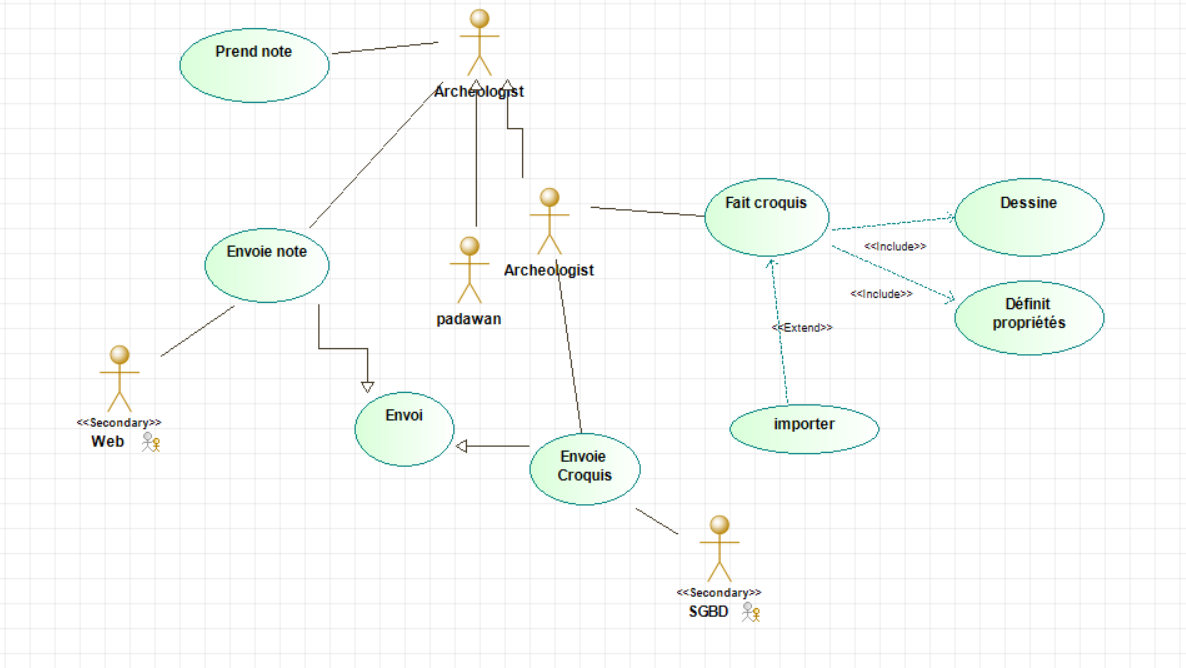 Prend note
Archeologist
Fait croquis
Dessine
<<Include>>
Envoie note
Archeologist
<<Include>>
Définit
propriétés
padawan
<<Extend>>
<<Secondary>>
Web
Envoi
importer
Envoie
Croquis
<<Secondary>>
SGBD